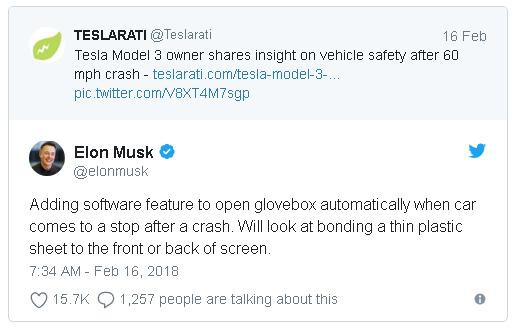 TESLARATI @Teslarati 16 Feb
Tesla Model 3 owner shares insight on vehicle safety after 60
mph crash - teslarati.com/tesla-model-3-...
pic.twitter.com/V8XT4M7sgp
Elon Musk
@elonmusk
Adding software feature to open glovebox automatically when car
comes to a stop after a crash. Will look at bonding a thin plastic
sheet to the front or back of screen.
7:34 AM - Feb 16, 2018
15.7K 1,257 people are talking about this